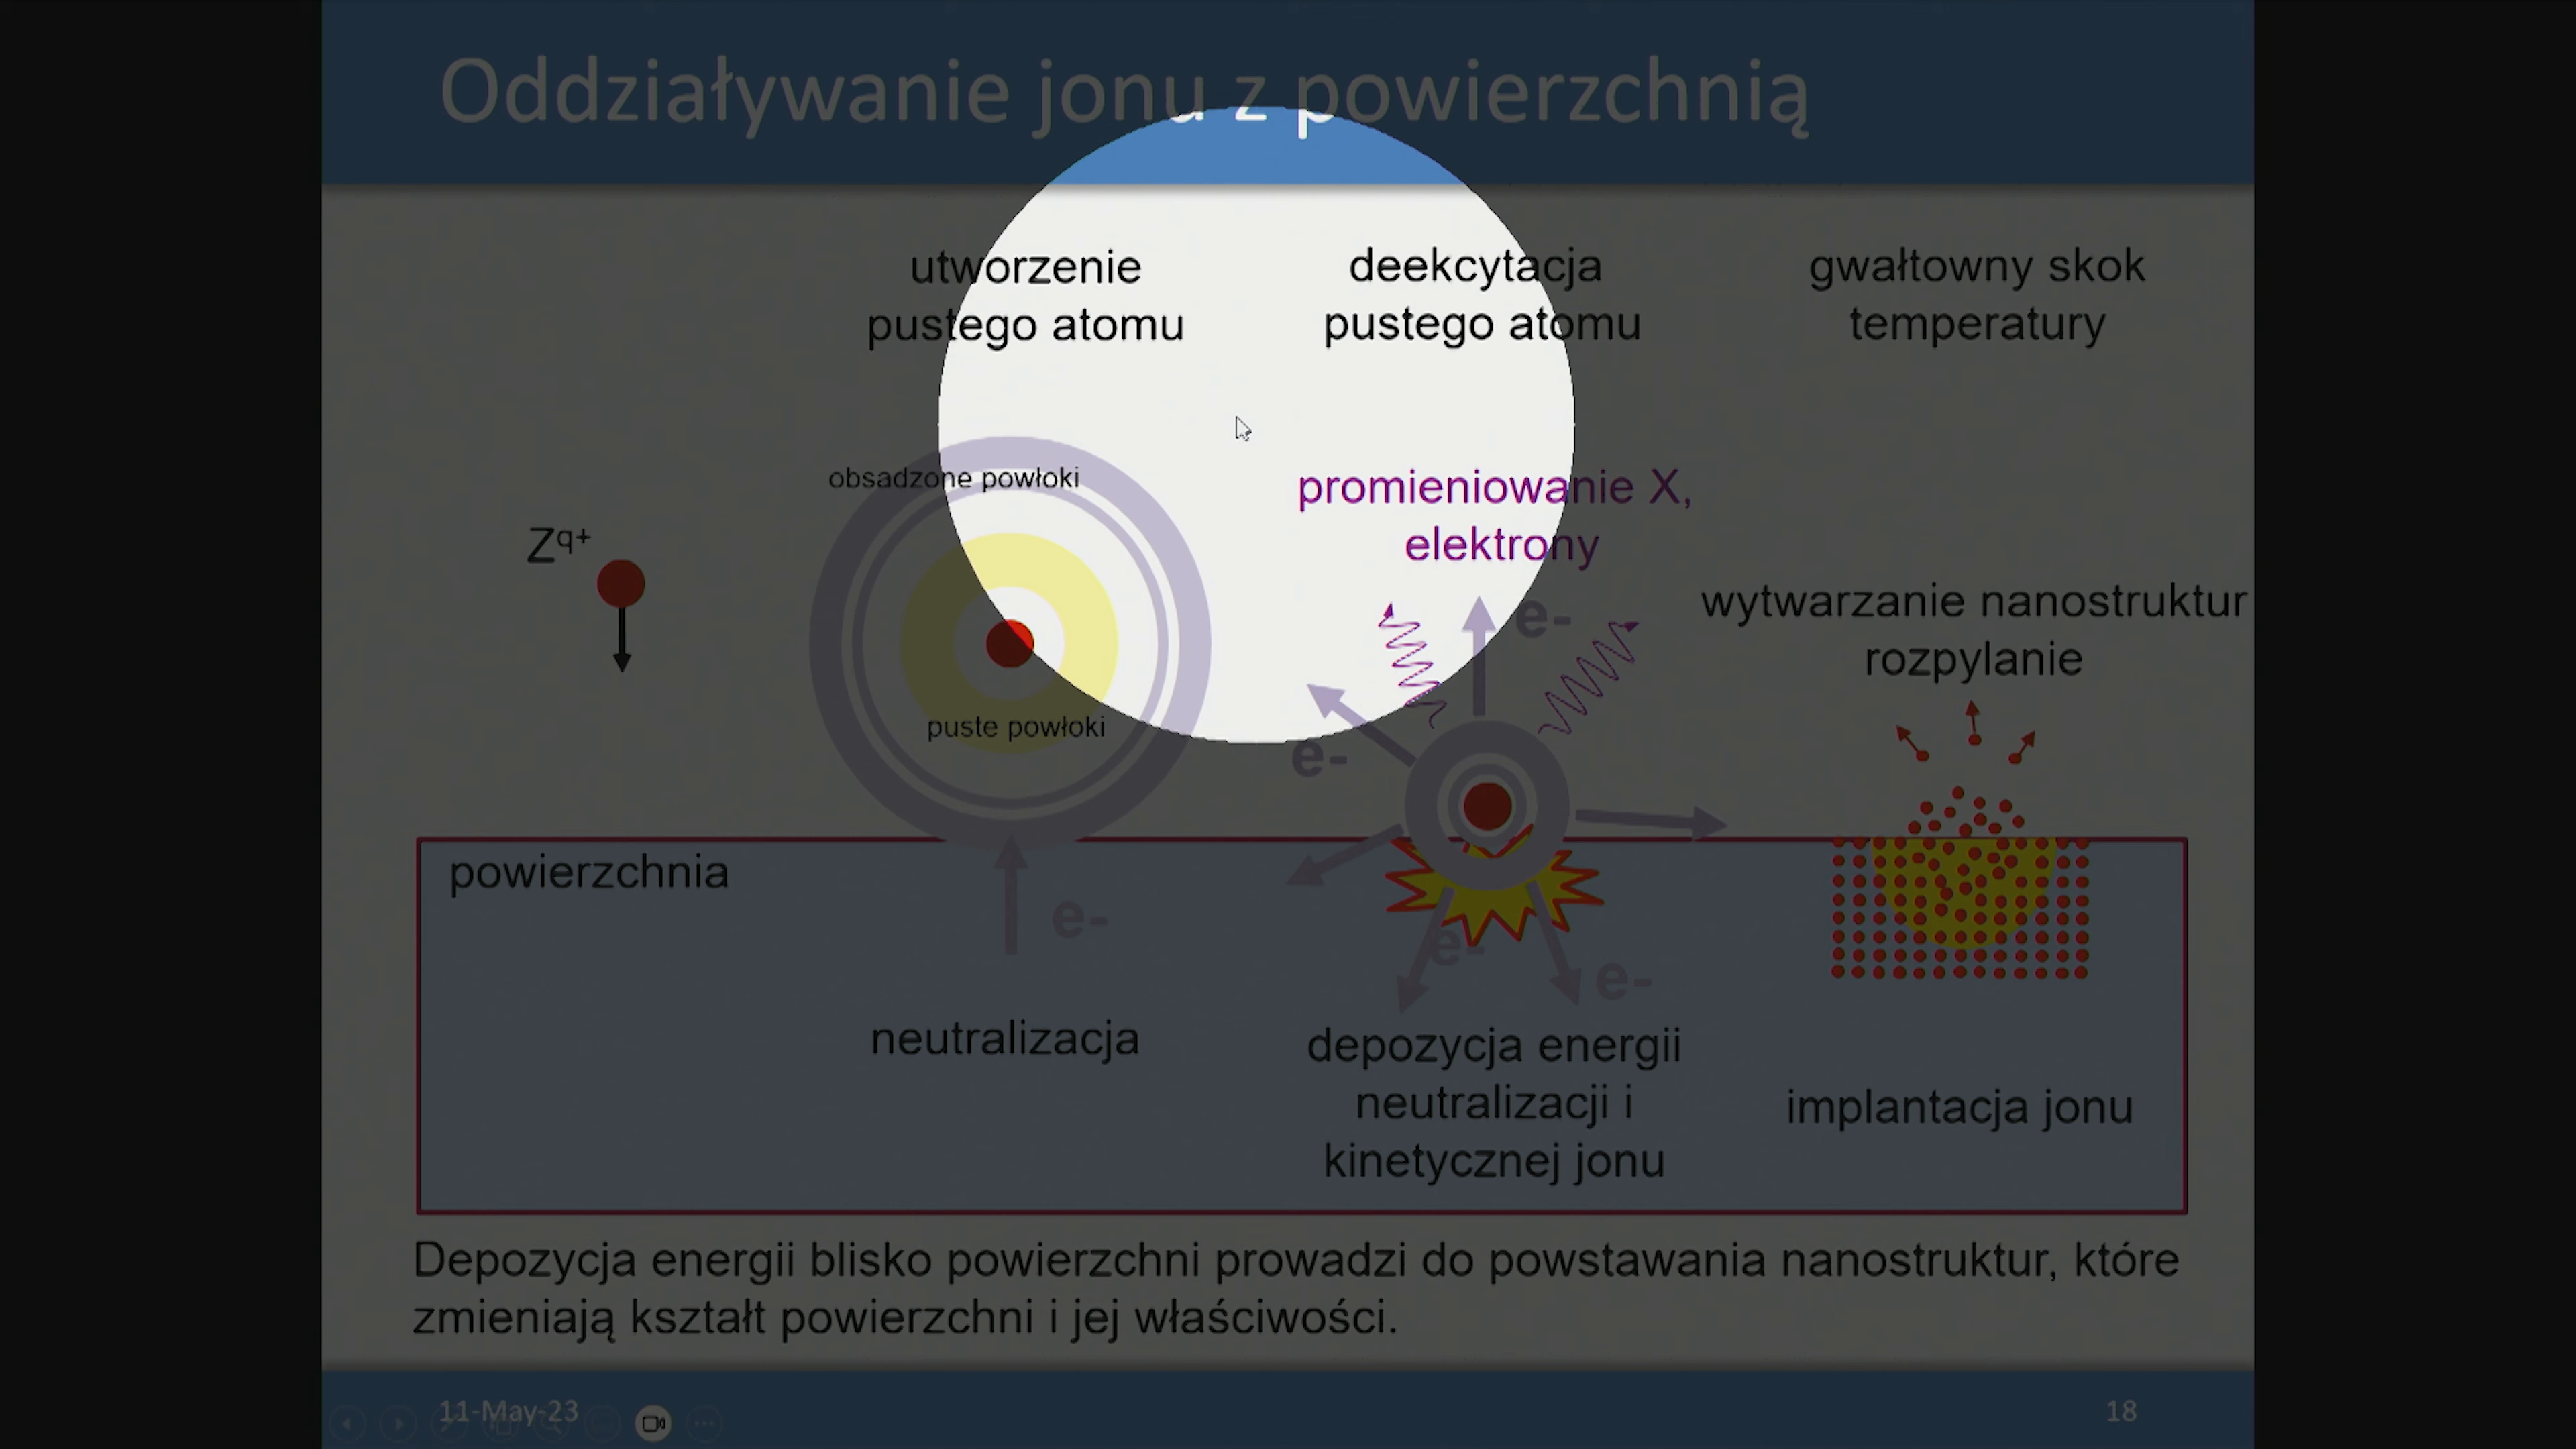 Oddziaływanie jonu z powierzchnią
utworzenie
pustego atomu
deekcytacja
pustego atomu
gwałtowny skok
temperatury
obsadzone powłoki
promieniowanie X,
elektrony
Zq+
e-
wytwarzanie nanostruktur
rozpylanie
puste powłoki
e-
powierzchnia
e-
e-
e-
neutralizacja
depozycja energii
neutralizacji i
kinetycznej jonu
implantacja jonu
Depozycja energii blisko powierzchni prowadzi do powstawania nanostruktur, które
zmieniają kształt powierzchni i jej właściwości.
11-May-23
18